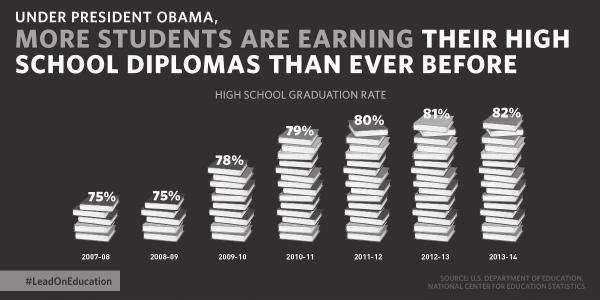 UNDER PRESIDENT OBAMA,
MORE STUDENTS ARE EARNING THEIR HIGH
SCHOOL DIPLOMAS THAN EVER BEFORE
HIGH SCHOOL GRADUATION RATE
75% 75% 78% 79% 80% 81% 82%
2007-08 2008-09 2009-10 2010-11 2011-12 2012-13 2013-14
#LeadOnEducation
SOURCE: U.S. DEPARTMENT OF EDUCATION,
NATIONAL CENTER FOR EDUCATION STATISTICS